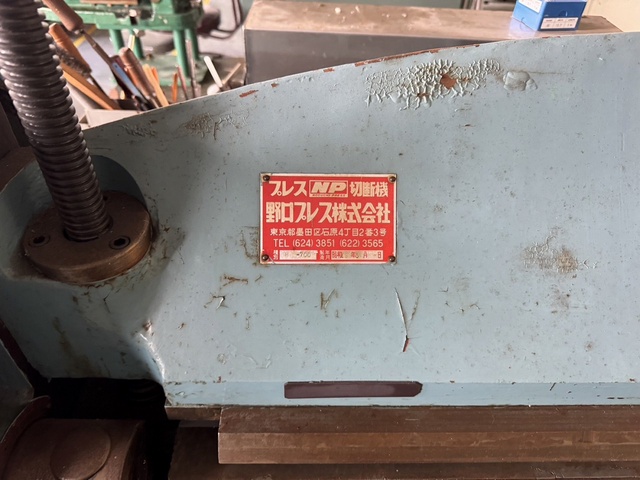 プレス NP 切断機
野口プレス株式会社
東京都墨田区石原4丁目2番3号
TEL (624) 3851 (622) 3565